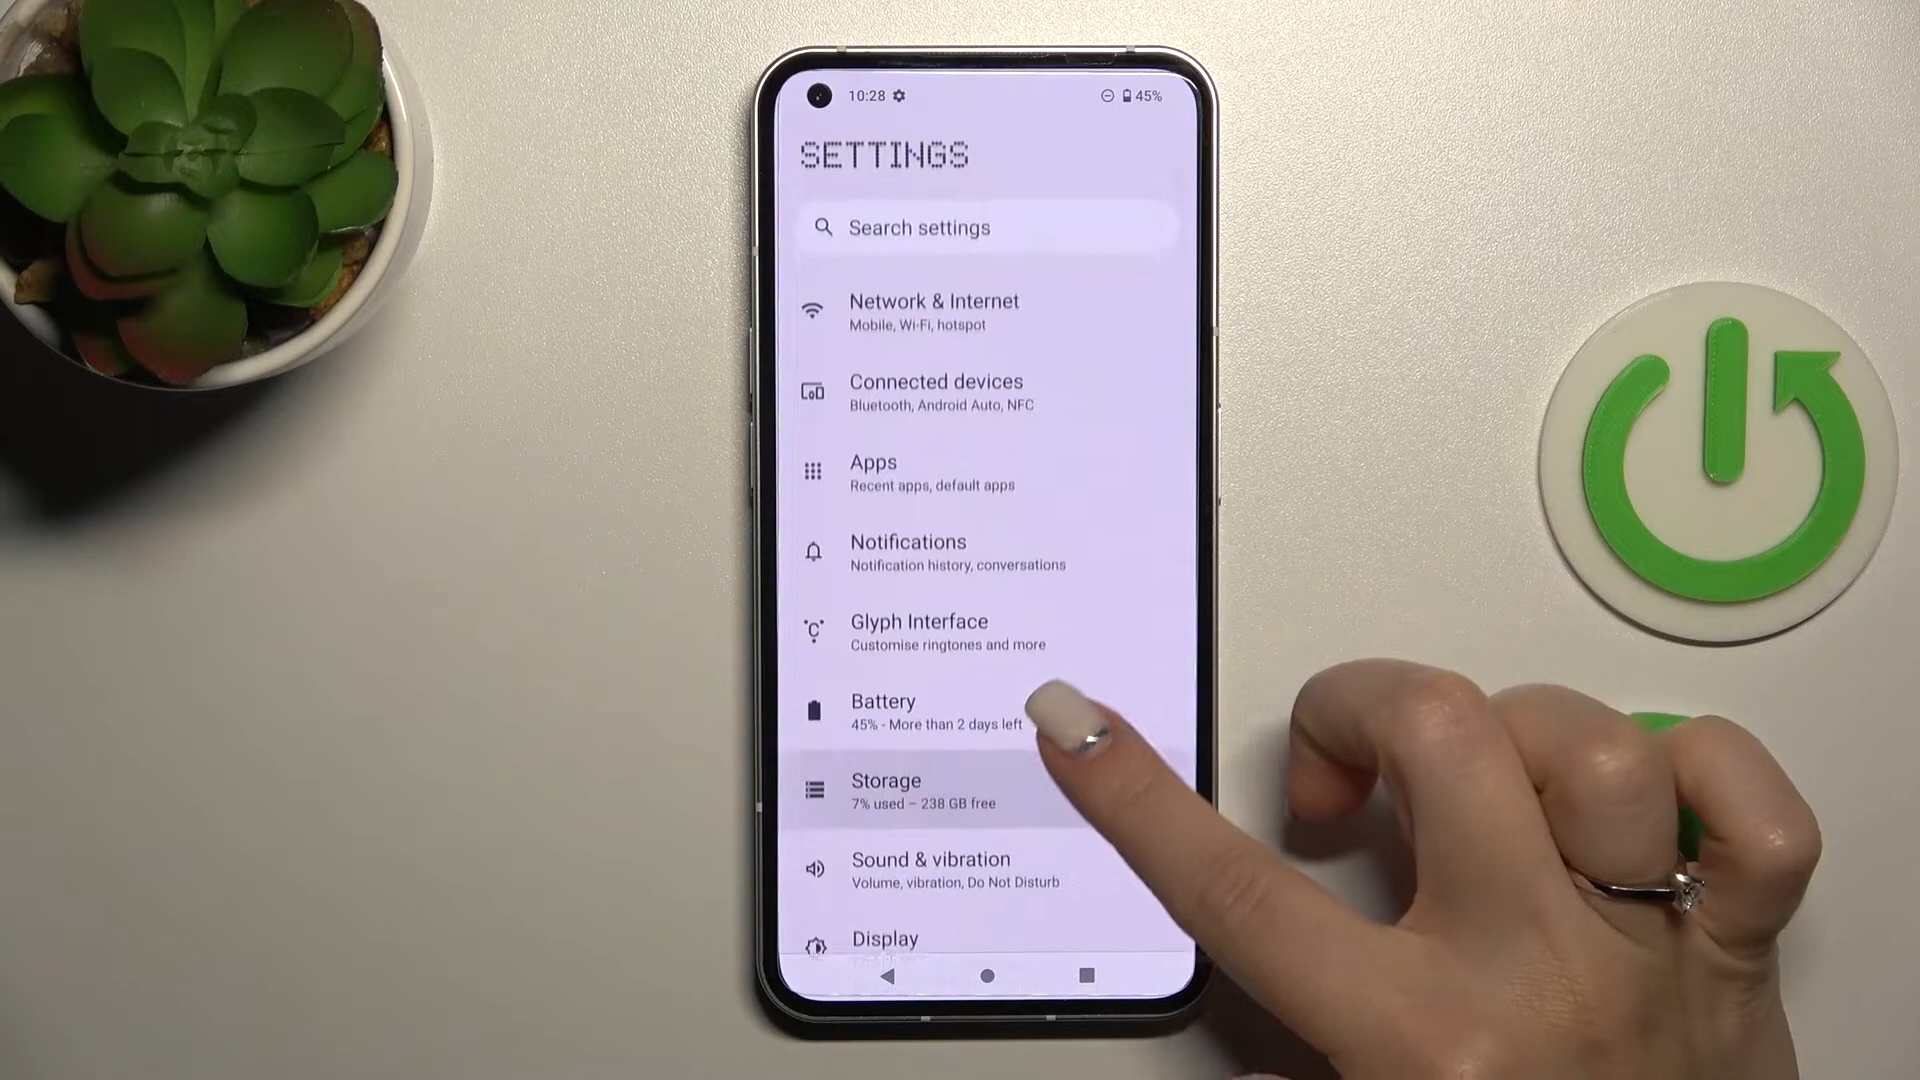 10:28
45%
SETTINGS
Search settings
Network & Internet
Mobile, Wi-Fi, hotspot
Connected devices
Bluetooth, Android Auto, NFC
Apps
Recent apps, default apps
Notifications
Notification history, conversations
Glyph Interface
Customise ringtones and more
Battery
45% - More than 2 days left
Storage
7% used – 238 GB free
Sound & vibration
Volume, vibration, Do Not Disturb
Display